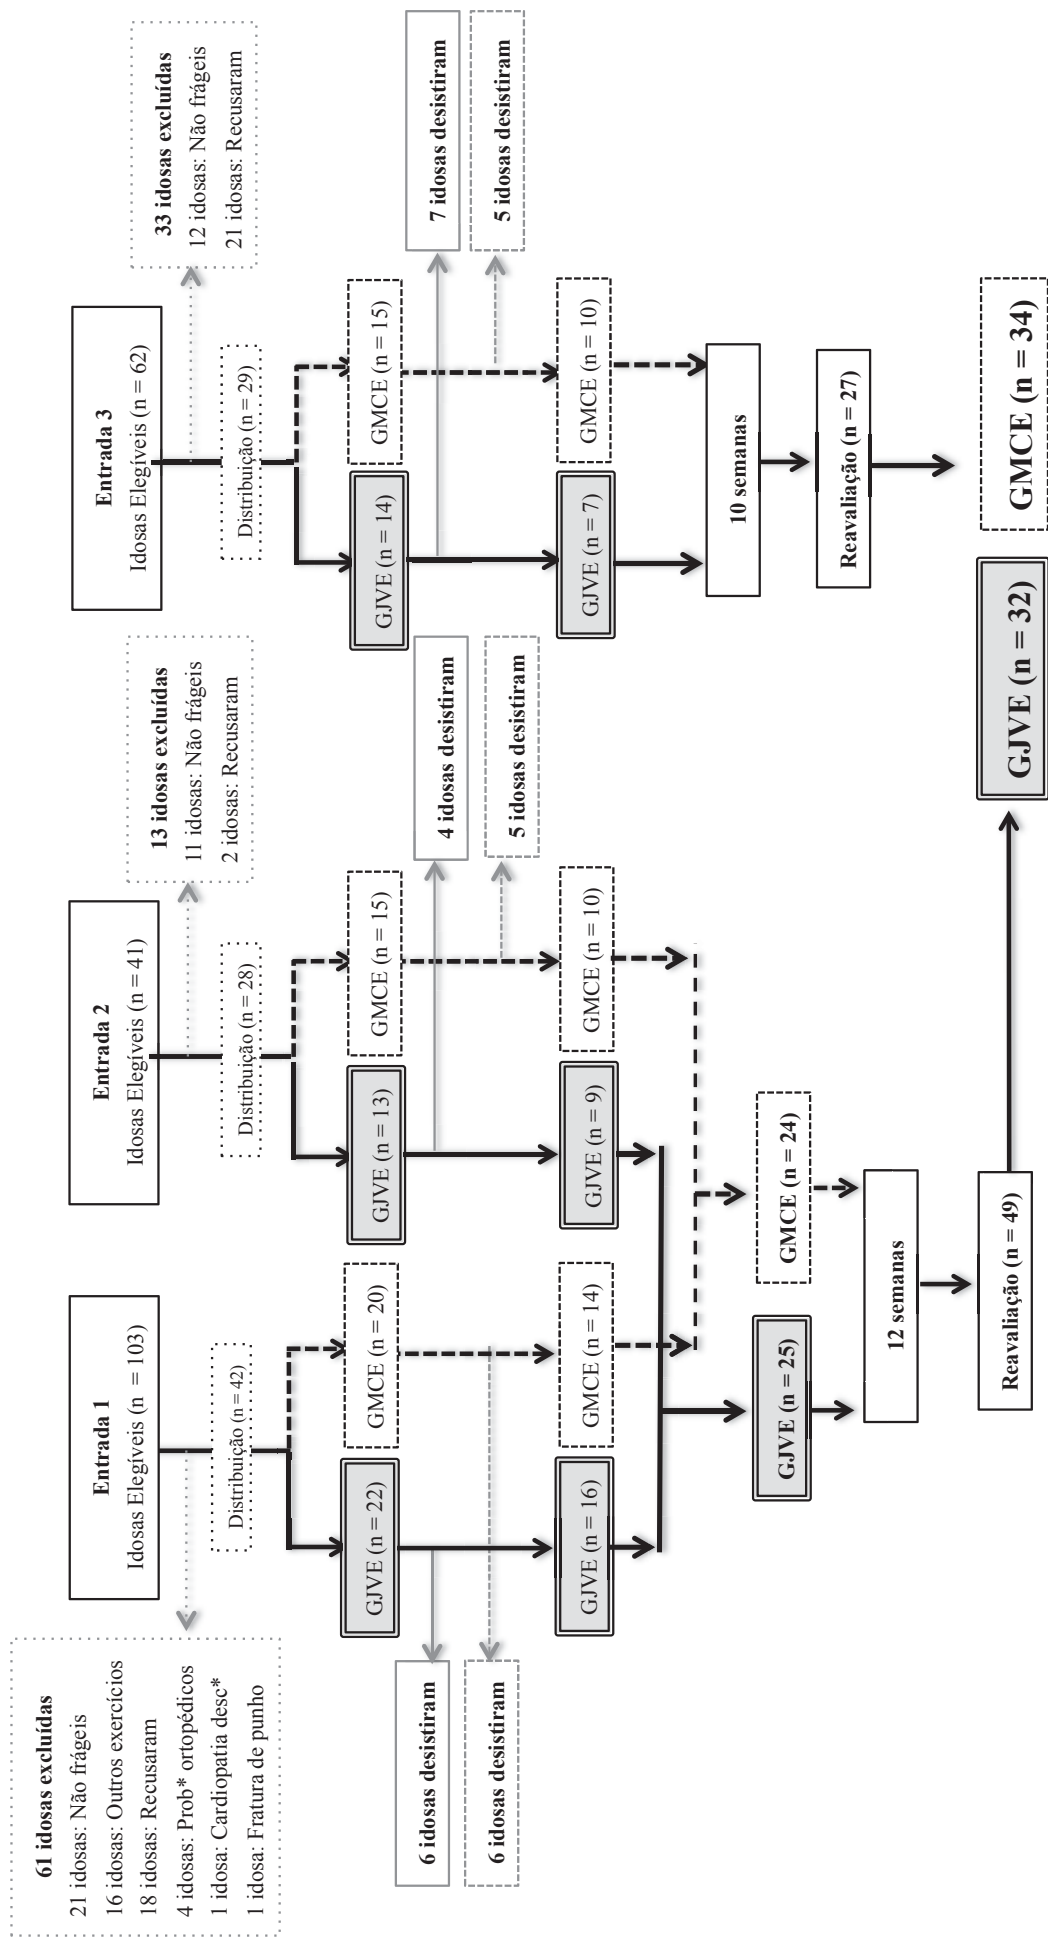 61 idosas excluídas
21 idosas: Não frágeis
16 idosas: Outros exercícios
18 idosas: Recusaram
4 idosas: Prob* ortopédicos
1 idosa: Cardiopatia desc*
1 idosa: Fratura de punho
Entrada 1
Idosas Elegíveis (n = 103)
Distribuição (n = 42)
GJVE (n = 22)
GMCE (n = 20)
6 idosas desistiram
6 idosas desistiram
GJVE (n = 16)
GMCE (n = 14)
Entrada 2
Idosas Elegíveis (n = 41)
13 idosas excluídas
11 idosas: Não frágeis
2 idosas: Recusaram
Distribuição (n = 28)
GJVE (n = 13)
GMCE (n = 15)
4 idosas desistiram
5 idosas desistiram
GJVE (n = 9)
GMCE (n = 10)
GJVE (n = 25)
GMCE (n = 24)
12 semanas
Reavaliação (n = 49)
Entrada 3
Idosas Elegíveis (n = 62)
33 idosas excluídas
12 idosas: Não frágeis
21 idosas: Recusaram
Distribuição (n = 29)
GJVE (n = 14)
GMCE (n = 15)
7 idosas desistiram
5 idosas desistiram
GJVE (n = 7)
GMCE (n = 10)
10 semanas
Reavaliação (n = 27)
GJVE (n = 32)
GMCE (n = 34)